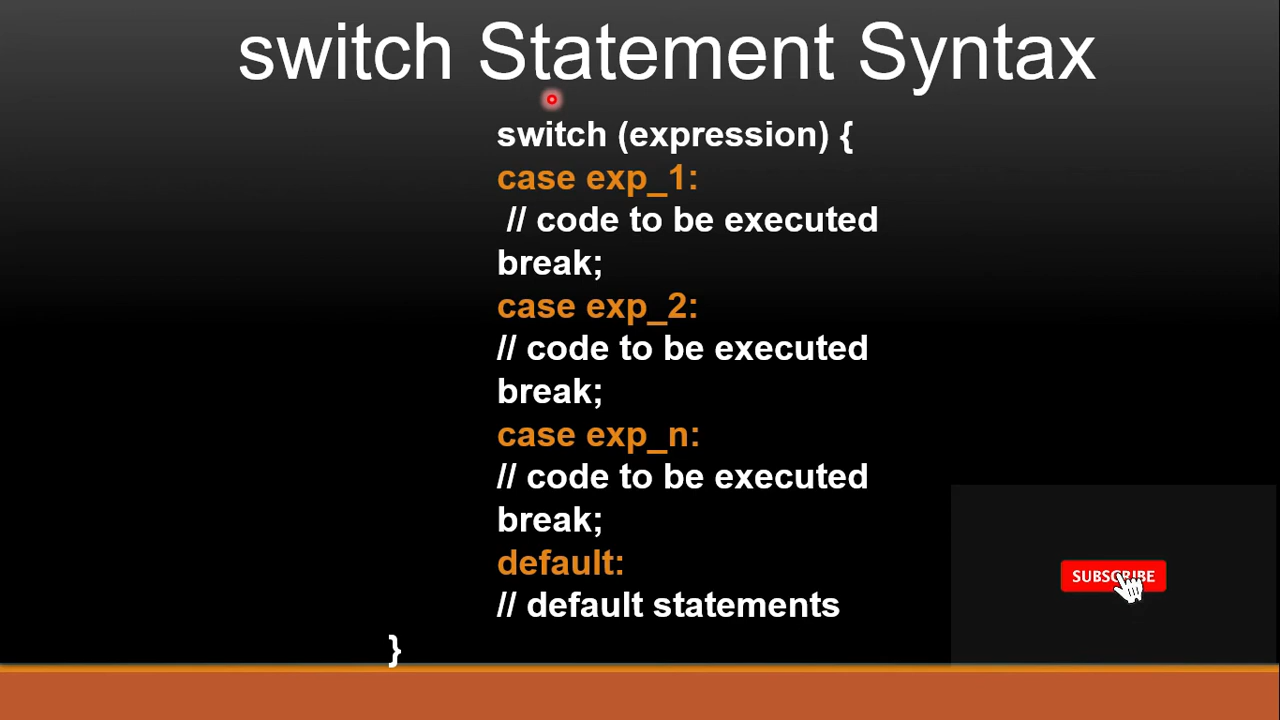 switch Statement Syntax
switch (expression) {
case exp_1:
// code to be executed
break;
case exp_2:
// code to be executed
break;
case exp_n:
// code to be executed
break;
default:
// default statements
}
SUBSCRIBE